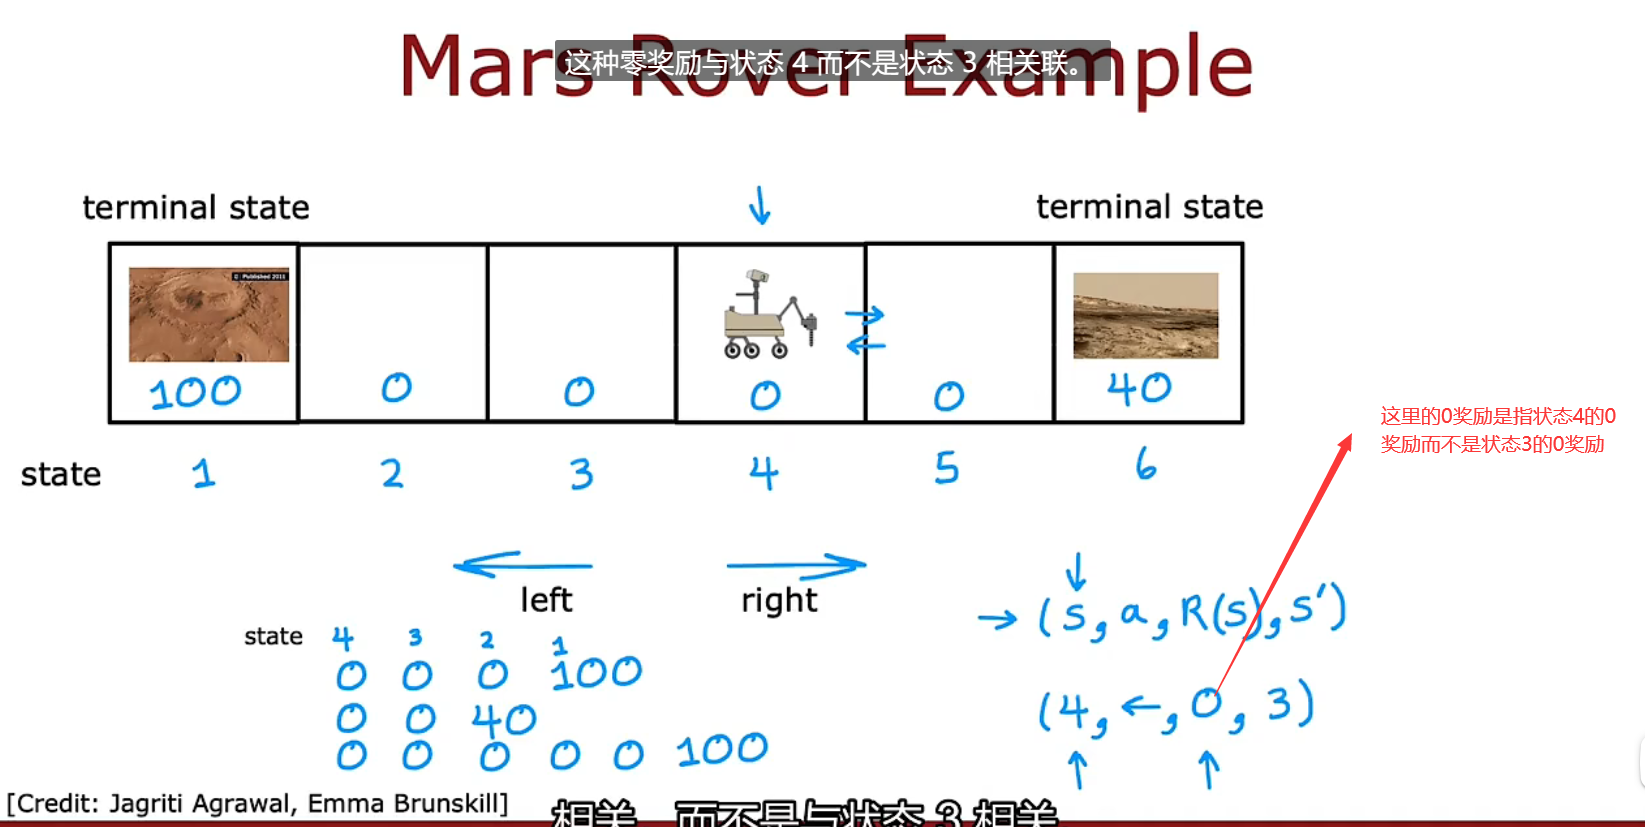 Mars Rover Example
这种零奖励与状态 4 而不是状态 3 相关联。
terminal state
terminal state
© Published 2011
100 0 0 0 0 40
这里的0奖励是指状态4的0
奖励而不是状态3的0奖励
state 1 2 3 4 5 6
left right
(s, a, R(s), s')
state 4 3 2 1
0 0 0 100
0 0 40
0 0 0 0 0 100
(4, ←, 0, 3)
[Credit: Jagriti Agrawal, Emma Brunskill]
相关，而不是与状态 3 相关